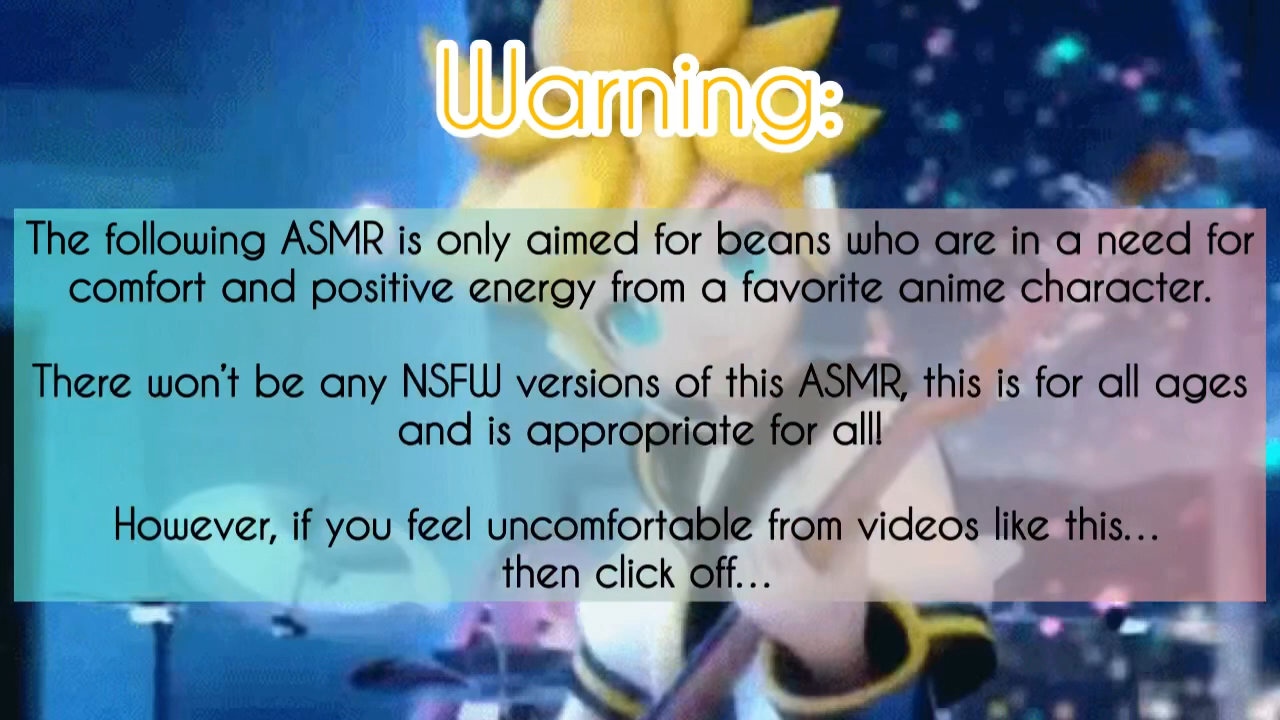 Warning:
The following ASMR is only aimed for beans who are in a need for
comfort and positive energy from a favorite anime character.
There won't be any NSFW versions of this ASMR, this is for all ages
and is appropriate for all!
However, if you feel uncomfortable from videos like this...
then click off...